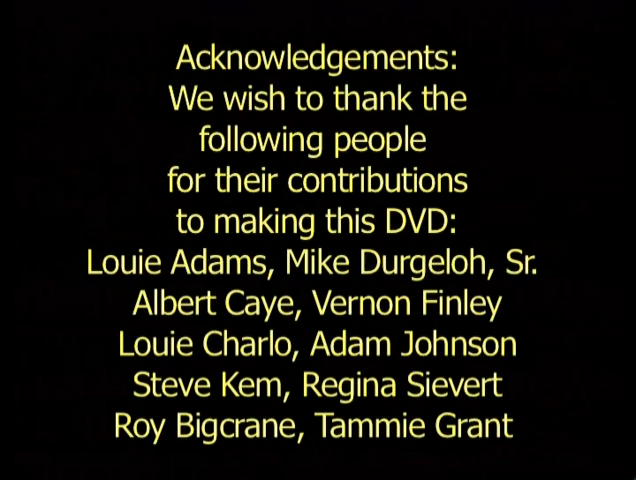 Acknowledgements:
We wish to thank the
following people
for their contributions
to making this DVD:
Louie Adams, Mike Durgeloh, Sr.
Albert Caye, Vernon Finley
Louie Charlo, Adam Johnson
Steve Kem, Regina Sievert
Roy Bigcrane, Tammie Grant